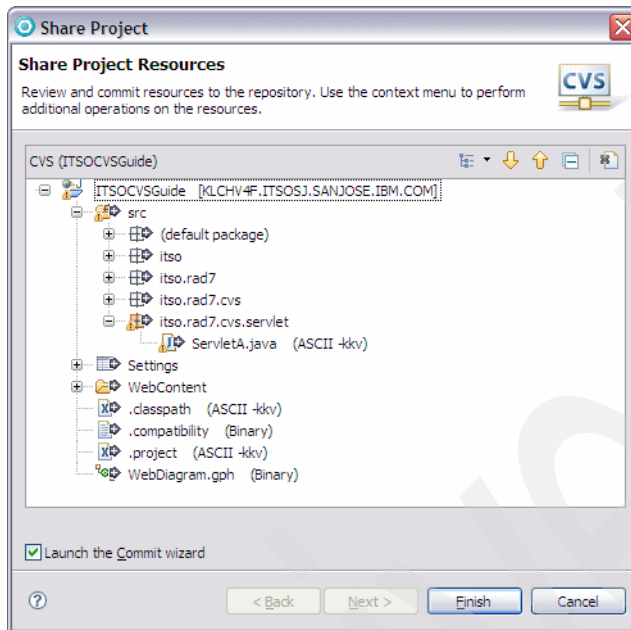 Share Project
Share Project Resources
Review and commit resources to the repository. Use the context menu to perform
additional operations on the resources.
CVS
CVS (ITSOCVSGuide)
ITSOCVSGuide [KLCHV4F.ITSOSJ.SANJOSE.IBM.COM]
src
(default package)
itso
itso.rad7
itso.rad7.cvs
itso.rad7.cvs.servlet
ServletA.java (ASCII -kkv)
Settings
WebContent
.classpath (ASCII -kkv)
.compatibility (Binary)
.project (ASCII -kkv)
WebDiagram.gph (Binary)
Launch the Commit wizard
< Back Next > Finish Cancel